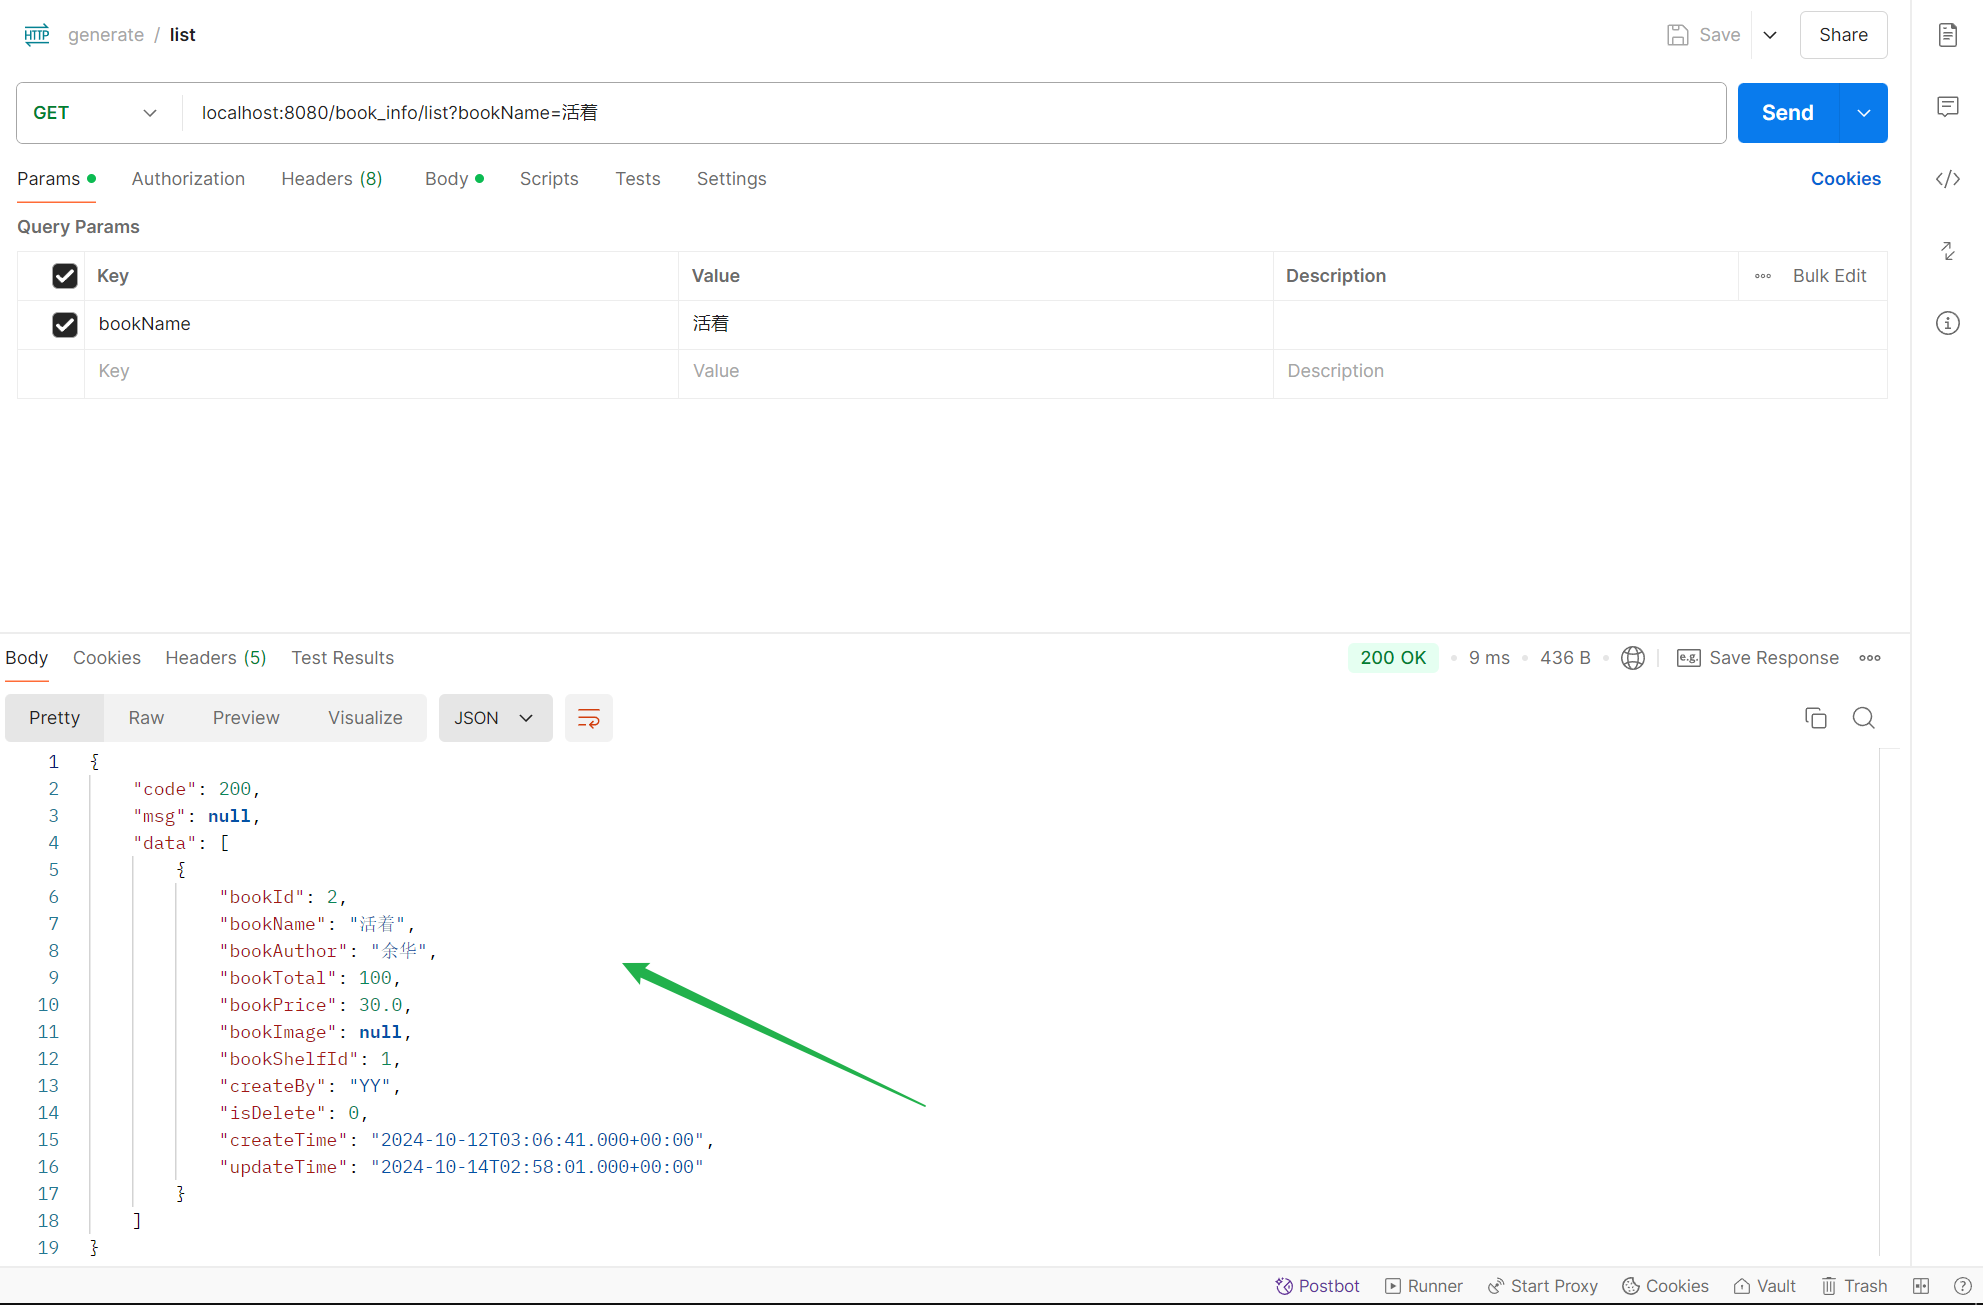 HTTP generate / list Save Share
GET localhost:8080/book_info/list?bookName=活着 Send
Params Authorization Headers (8) Body Scripts Tests Settings Cookies
Query Params
Key Value Description Bulk Edit
bookName 活着
Key Value Description
Body Cookies Headers (5) Test Results 200 OK 9 ms 436 B e.g. Save Response
Pretty Raw Preview Visualize JSON
1 {
2 "code": 200,
3 "msg": null,
4 "data": [
5 {
6 "bookId": 2,
7 "bookName": "活着",
8 "bookAuthor": "余华",
9 "bookTotal": 100,
10 "bookPrice": 30.0,
11 "bookImage": null,
12 "bookShelfId": 1,
13 "createBy": "YY",
14 "isDelete": 0,
15 "createTime": "2024-10-12T03:06:41.000+00:00",
16 "updateTime": "2024-10-14T02:58:01.000+00:00"
17 }
18 ]
19 }
Postbot Runner Start Proxy Cookies Vault Trash